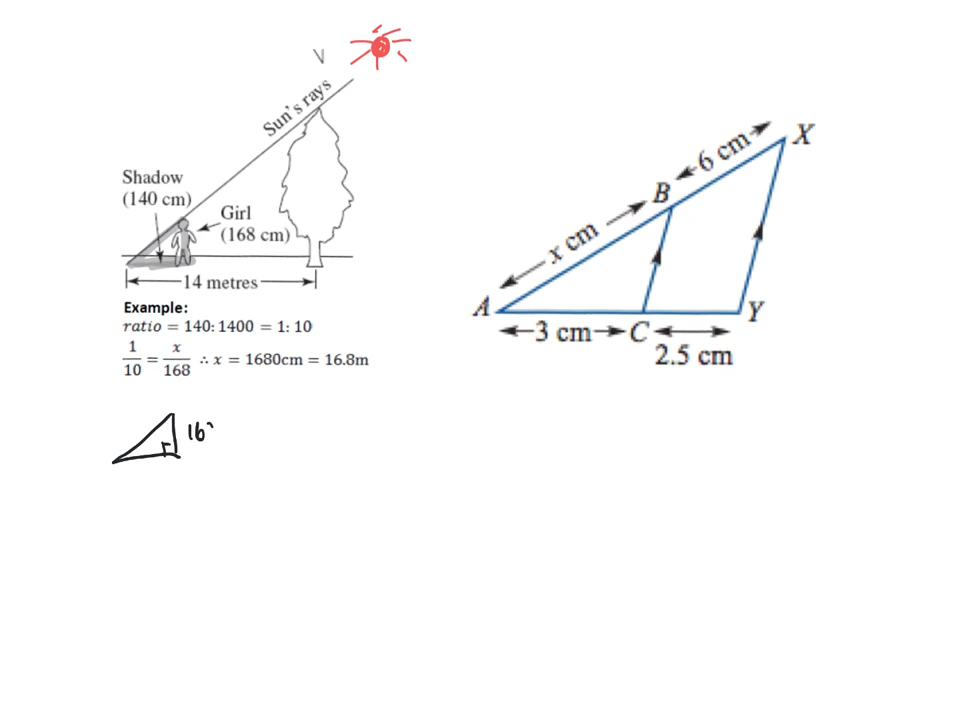 V
Sun's rays
X
6 cm
B
x cm
Shadow
(140 cm)
Girl
(168 cm)
14 metres
A
3 cm
C
Y
2.5 cm
Example:
ratio = 140: 1400 = 1: 10
1/10 = x/168 ∴ x = 1680cm = 16.8m